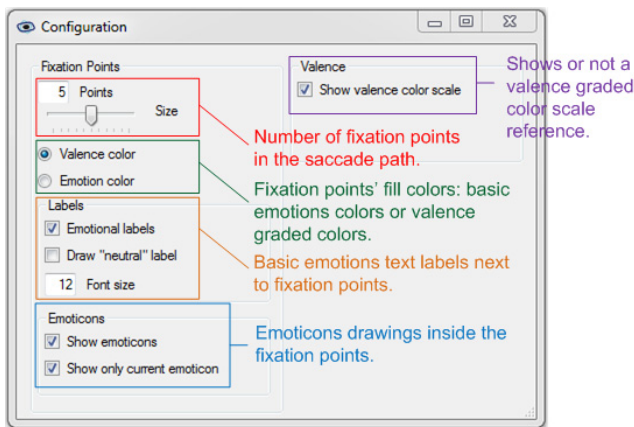 Configuration
Fixation Points
5 Points
Size
Valence color
Emotion color
Labels
Emotional labels
Draw "neutral" label
12 Font size
Emoticons
Show emoticons
Show only current emoticon
Valence
Show valence color scale
Shows or not a
valence graded
color scale
reference.
Number of fixation points
in the saccade path.
Fixation points' fill colors: basic
emotions colors or valence
graded colors.
Basic emotions text labels next
to fixation points.
Emoticons drawings inside the
fixation points.